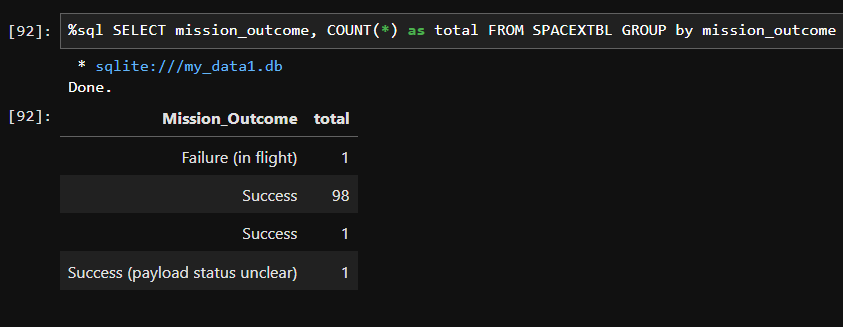 [92]: %sql SELECT mission_outcome, COUNT(*) as total FROM SPACEXTBL GROUP by mission_outcome
* sqlite:///my_data1.db
Done.
[92]: Mission_Outcome total
Failure (in flight) 1
Success 98
Success 1
Success (payload status unclear) 1